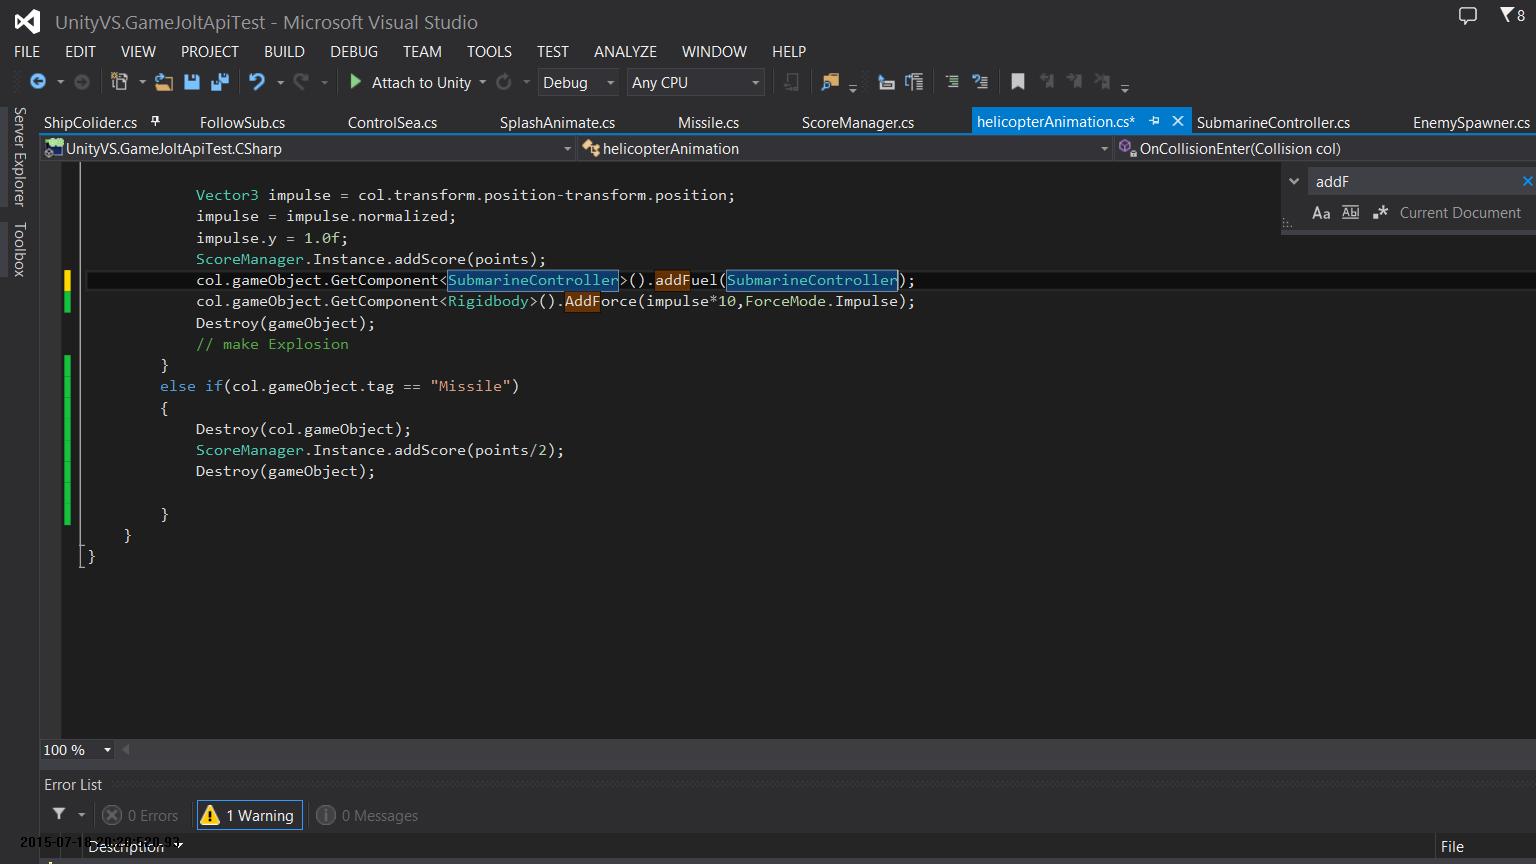 UnityVS.GameJoltApiTest - Microsoft Visual Studio
8
FILE EDIT VIEW PROJECT BUILD DEBUG TEAM TOOLS TEST ANALYZE WINDOW HELP
Attach to Unity Debug Any CPU
Server Explorer
Toolbox
ShipColider.cs FollowSub.cs ControlSea.cs SplashAnimate.cs Missile.cs ScoreManager.cs helicopterAnimation.cs* SubmarineController.cs EnemySpawner.cs
UnityVS.GameJoltApiTest.CSharp helicopterAnimation OnCollisionEnter(Collision col)
addF
Aa Abl .* Current Document
Vector3 impulse = col.transform.position-transform.position;
impulse = impulse.normalized;
impulse.y = 1.0f;
ScoreManager.Instance.addScore(points);
col.gameObject.GetComponent<SubmarineController>().addFuel(SubmarineController);
col.gameObject.GetComponent<Rigidbody>().AddForce(impulse*10,ForceMode.Impulse);
Destroy(gameObject);
// make Explosion
}
else if(col.gameObject.tag == "Missile")
{
Destroy(col.gameObject);
ScoreManager.Instance.addScore(points/2);
Destroy(gameObject);
}
}
}
100 %
Error List
0 Errors 1 Warning 0 Messages
Description File